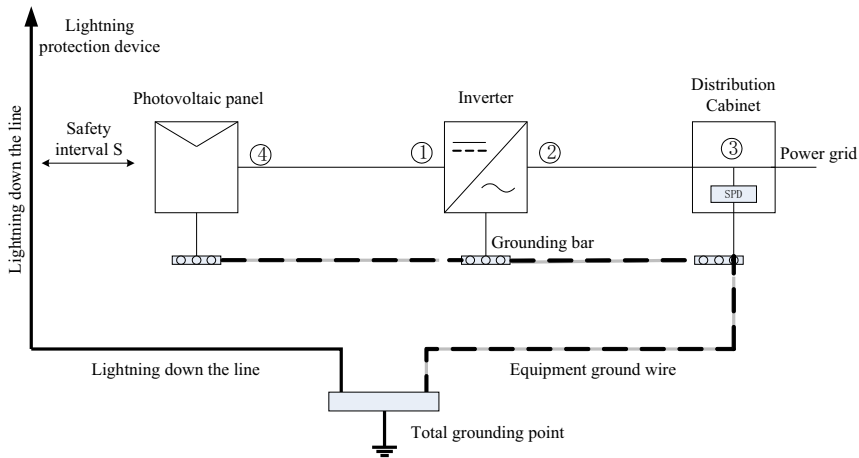 Lightning
protection device
Photovoltaic panel
Inverter
Distribution
Cabinet
Safety
interval S
④
①
②
③
Power grid
SPD
Lightning down the line
Grounding bar
Lightning down the line
Equipment ground wire
Total grounding point